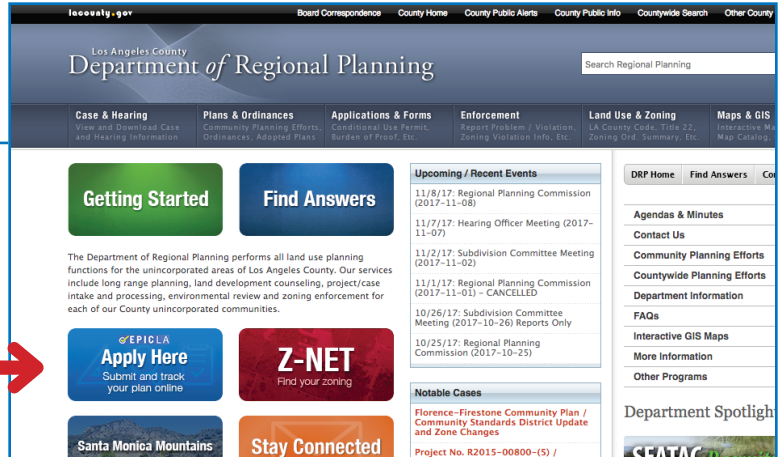 lacounty.gov
Board Correspondence County Home County Public Alerts County Public Info Countywide Search Other County
Los Angeles County
Department of Regional Planning
Search Regional Planning
Case & Hearing
View and Download Case
and Hearing Information
Plans & Ordinances
Community Planning Efforts,
Ordinances, Adopted Plans
Applications & Forms
Conditional Use Permit,
Burden of Proof, Etc.
Enforcement
Report Problem / Violation,
Zoning Violation Info, Etc.
Land Use & Zoning
LA County Code, Title 22,
Zoning Ord. Summary, Etc.
Maps & GIS
Interactive Ma
Map Catalog,
Getting Started
Find Answers
The Department of Regional Planning performs all land use planning
functions for the unincorporated areas of Los Angeles County. Our services
include long range planning, land development counseling, project/case
intake and processing, environmental review and zoning enforcement for
each of our County unincorporated communities.
EPICLA
Apply Here
Submit and track
your plan online
Z-NET
Find your zoning
Santa Monica Mountains
Stay Connected
Upcoming / Recent Events
11/8/17: Regional Planning Commission
(2017-11-08)
11/7/17: Hearing Officer Meeting (2017-
11-07)
11/2/17: Subdivision Committee Meeting
(2017-11-02)
11/1/17: Regional Planning Commission
(2017-11-01) - CANCELLED
10/26/17: Subdivision Committee
Meeting (2017-10-26) Reports Only
10/25/17: Regional Planning
Commission (2017-10-25)
Notable Cases
Florence-Firestone Community Plan /
Community Standards District Update
and Zone Changes
Project No. R2015-00800-(5) /
DRP Home Find Answers Co
Agendas & Minutes
Contact Us
Community Planning Efforts
Countywide Planning Efforts
Department Information
FAQs
Interactive GIS Maps
More Information
Other Programs
Department Spotligh
SEATAC